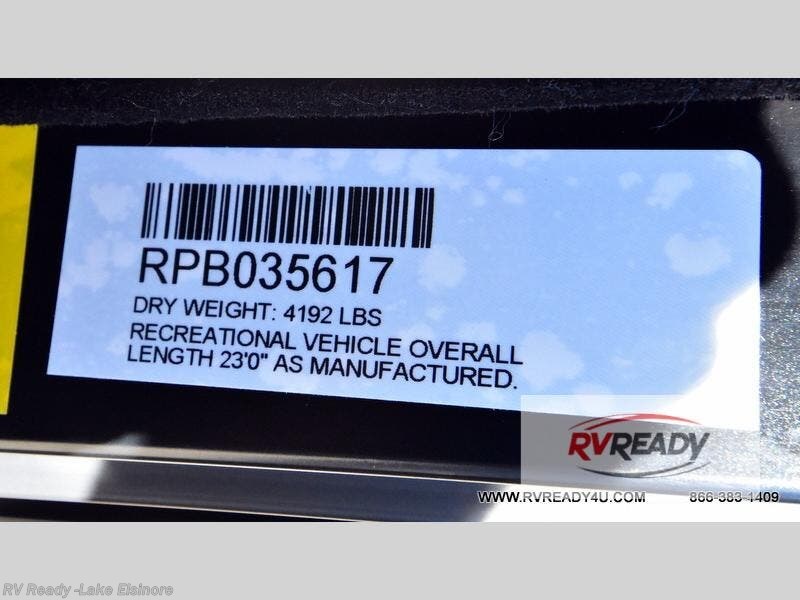 RPB035617
DRY WEIGHT: 4192 LBS
RECREATIONAL VEHICLE OVERALL
LENGTH 23'0" AS MANUFACTURED.
RVREADY
WWW.RVREADY4U.COM 866-383-1409
RV Ready -Lake Elsinore